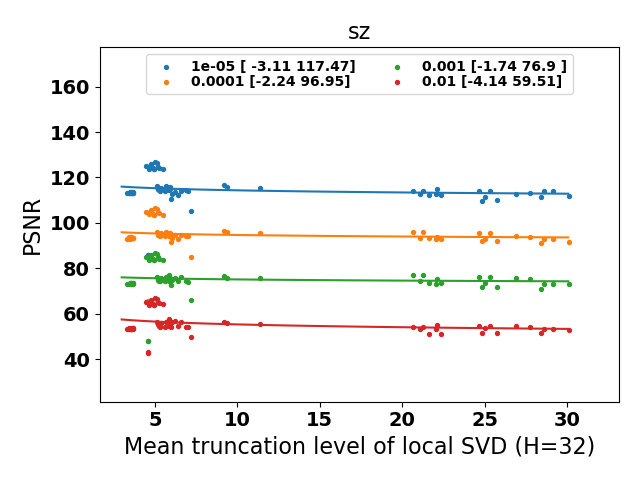 sz
1e-05 [ -3.11 117.47]
0.0001 [-2.24 96.95]
0.001 [-1.74 76.9 ]
0.01 [-4.14 59.51]
PSNR
160
140
120
100
80
60
40
5 10 15 20 25 30
Mean truncation level of local SVD (H=32)